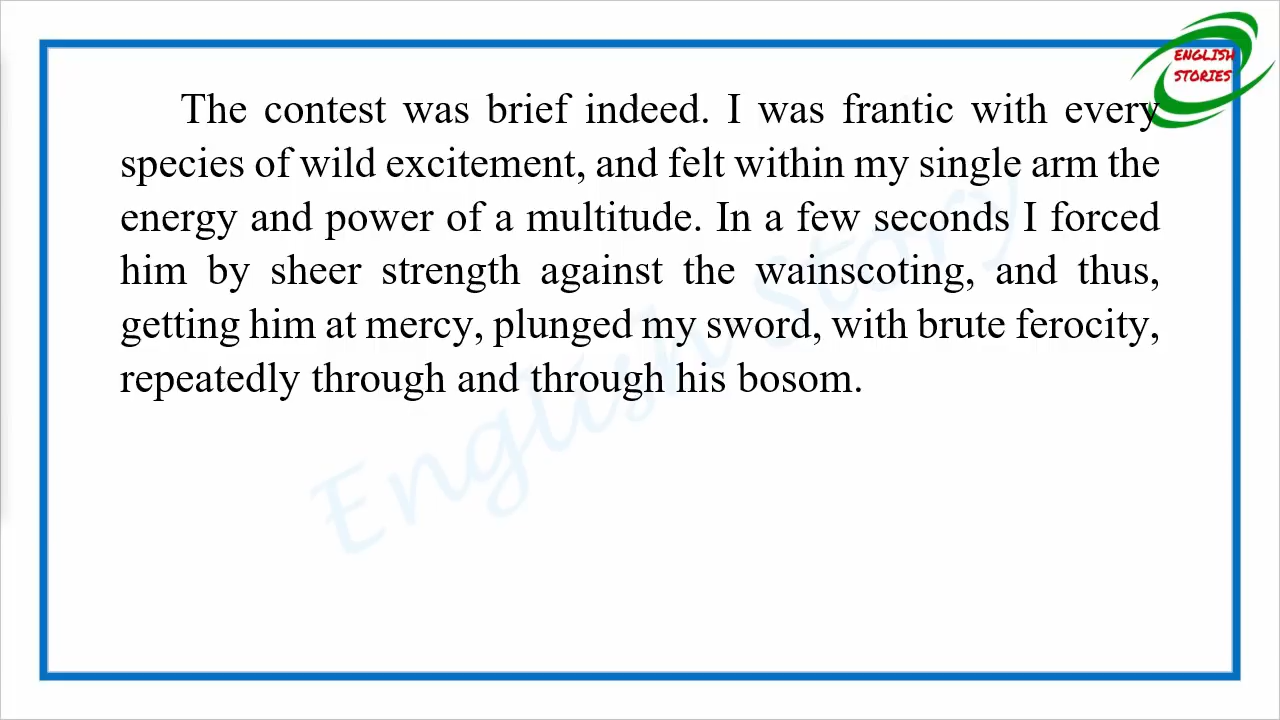 ENGLISH
STORIES
The contest was brief indeed. I was frantic with every
species of wild excitement, and felt within my single arm the
energy and power of a multitude. In a few seconds I forced
him by sheer strength against the wainscoting, and thus,
getting him at mercy, plunged my sword, with brute ferocity,
repeatedly through and through his bosom.
English Story